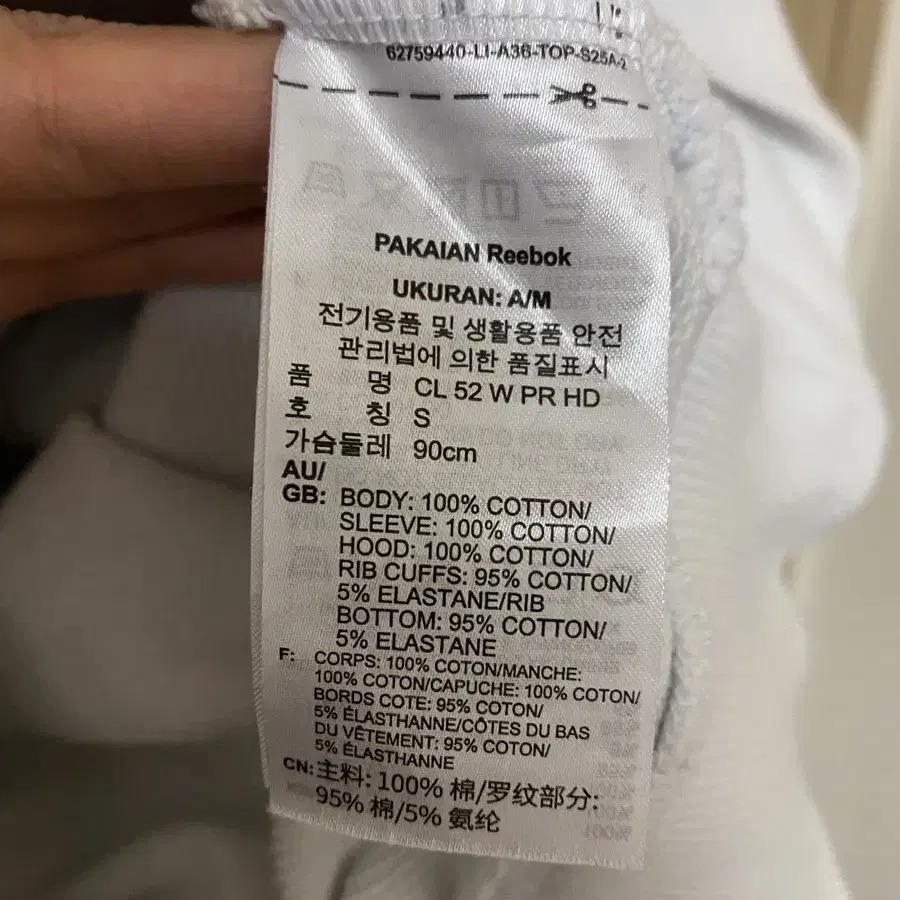 62759440-LI-A36-TOP-S25A-2
PAKAIAN Reebok
UKURAN: A/M
전기용품 및 생활용품 안전
관리법에 의한 품질표시
품 명 CL 52 W PR HD
호 칭 S
가슴둘레 90cm
AU/
GB: BODY: 100% COTTON/
SLEEVE: 100% COTTON/
HOOD: 100% COTTON/
RIB CUFFS: 95% COTTON/
5% ELASTANE/RIB
BOTTOM: 95% COTTON/
5% ELASTANE
F: CORPS: 100% COTON/MANCHE:
100% COTON/CAPUCHE: 100% COTON/
BORDS COTE: 95% COTON/
5% ÉLASTHANNE/CÔTES DU BAS
DU VÊTEMENT: 95% COTON/
5% ÉLASTHANNE
CN: 主料: 100% 棉/罗纹部分:
95% 棉/5% 氨纶